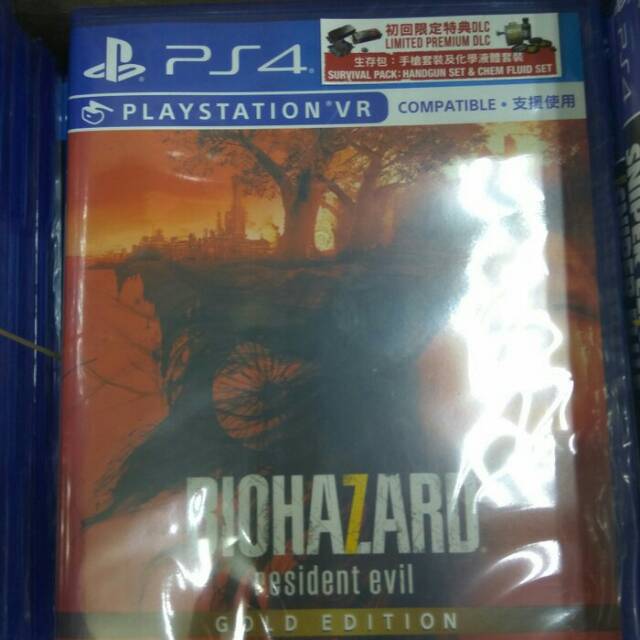 PS4
初回限定特典DLC
LIMITED PREMIUM DLC
生存包：手槍套裝及化學液體套裝
SURVIVAL PACK: HANDGUN SET & CHEM FLUID SET
PLAYSTATION®VR
COMPATIBLE・支援使用
BIOHAZARD
resident evil
GOLD EDITION
PS4
SNIPER